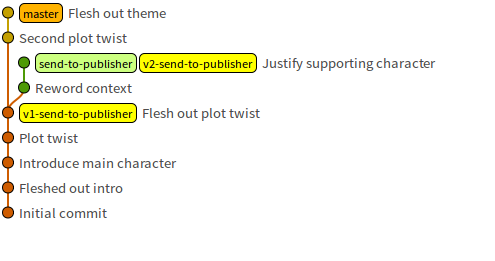 master Flesh out theme
Second plot twist
send-to-publisher v2-send-to-publisher Justify supporting character
Reword context
v1-send-to-publisher Flesh out plot twist
Plot twist
Introduce main character
Fleshed out intro
Initial commit